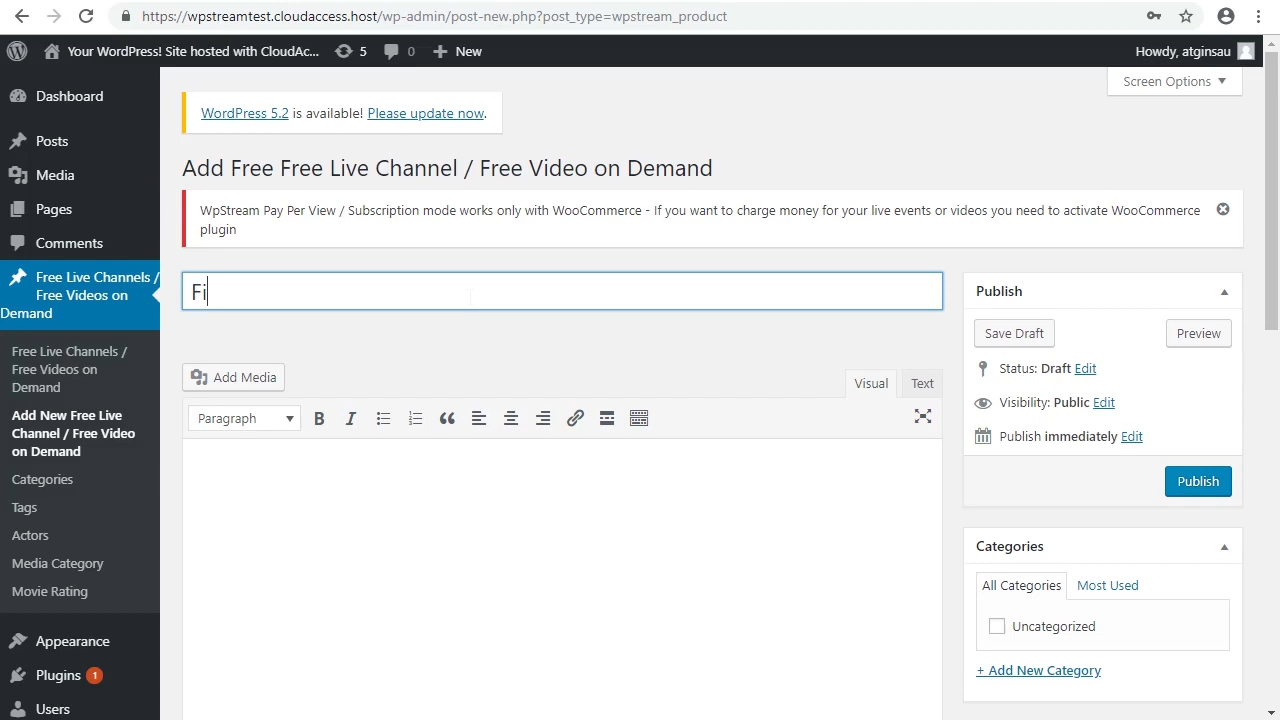 https://wpstreamtest.cloudaccess.host/wp-admin/post-new.php?post_type=wpstream_product
Your WordPress! Site hosted with CloudAc...
5
0
New
Howdy, atginsau
Screen Options
Dashboard
Posts
Media
Pages
Comments
Free Live Channels /
Free Videos on
Demand
Free Live Channels /
Free Videos on
Demand
Add New Free Live
Channel / Free Video
on Demand
Categories
Tags
Actors
Media Category
Movie Rating
Appearance
Plugins 1
Users
WordPress 5.2 is available! Please update now.
Add Free Free Live Channel / Free Video on Demand
WpStream Pay Per View / Subscription mode works only with WooCommerce - If you want to charge money for your live events or videos you need to activate WooCommerce
plugin
Fi
Add Media
Visual
Text
Paragraph
B
I
Publish
Save Draft
Preview
Status: Draft Edit
Visibility: Public Edit
Publish immediately Edit
Publish
Categories
All Categories
Most Used
Uncategorized
+ Add New Category